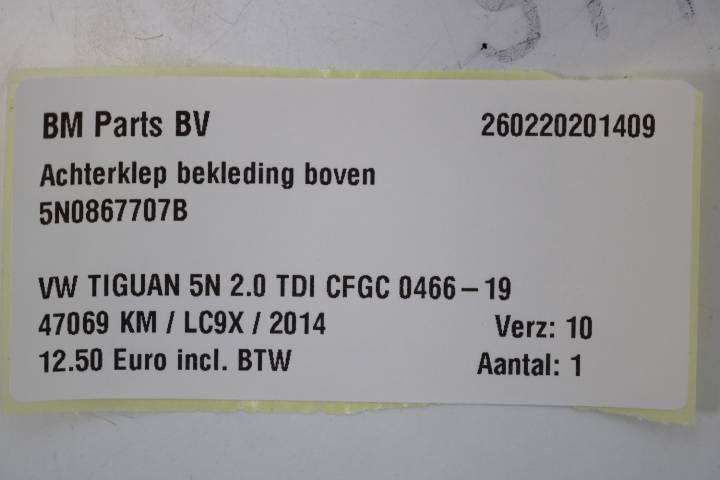 BM Parts BV 260220201409
Achterklep bekleding boven
5N0867707B
VW TIGUAN 5N 2.0 TDI CFGC 0466-19
47069 KM / LC9X / 2014 Verz: 10
12.50 Euro incl. BTW Aantal: 1